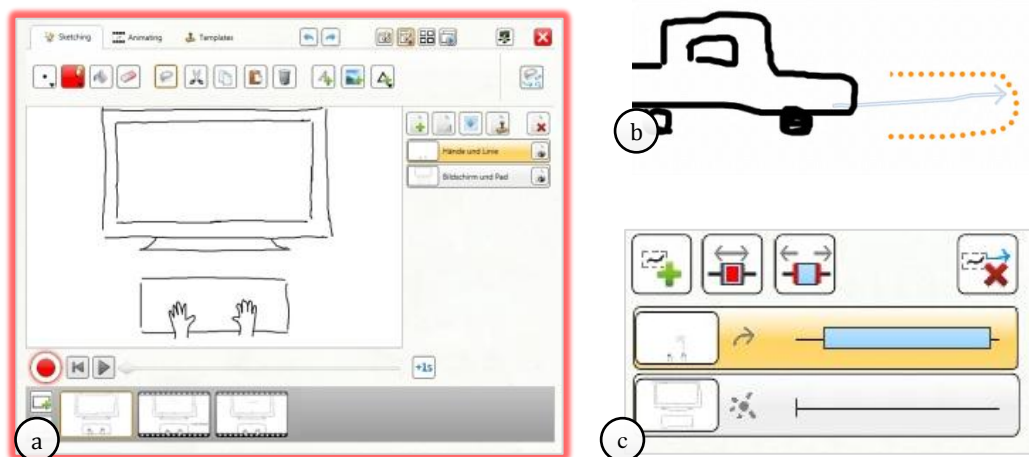 Sketching Animating Templates
Hände und Linie
Bildschirm und Pad
+1s
a
b
c